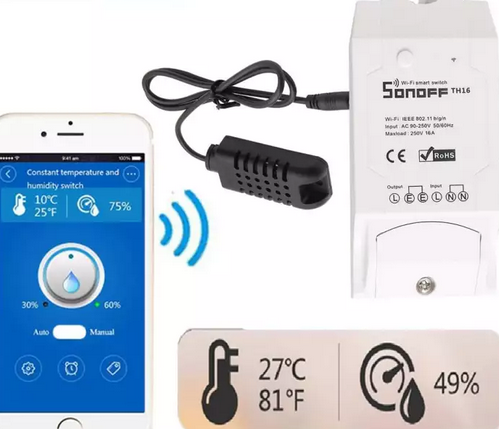 Wi-Fi smart switch
SONOFF TH16
Wi-Fi: IEEE 802.11 b/g/n
Input: AC 90-250V 50/60Hz
Maxload: 250V 16A
CE RoHS
Output Input
L E E L N N
9:41 am 100%
Constant temperature and
humidity switch
10°C
25°F
75%
30% 60%
Auto Manual
27°C
81°F
49%